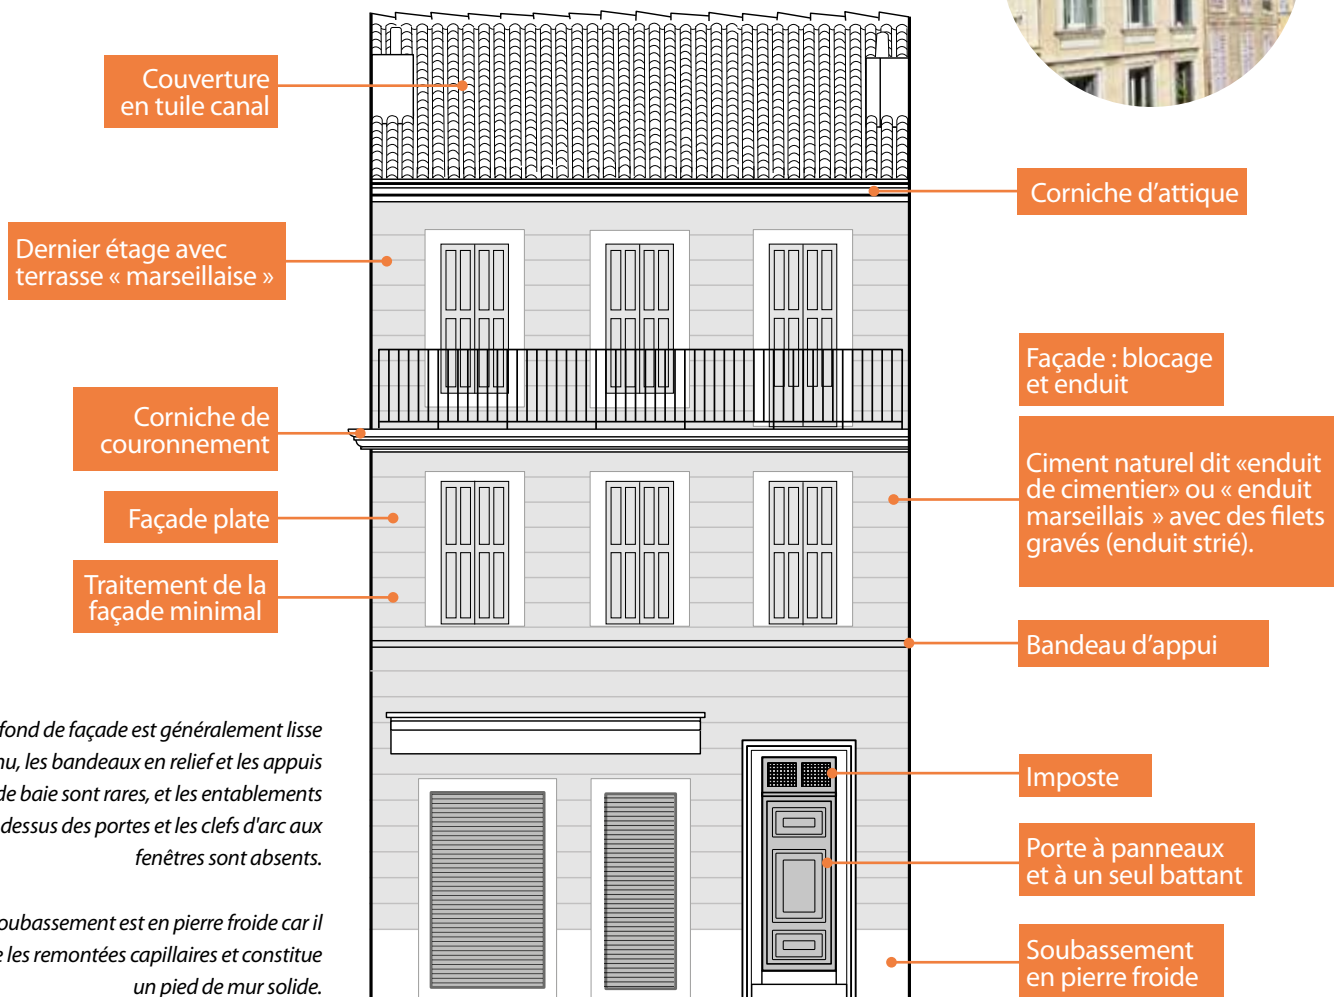 Couverture
en tuile canal
Corniche d’attique
Dernier étage avec
terrasse « marseillaise »
Façade : blocage
et enduit
Corniche de
couronnement
Ciment naturel dit «enduit
de cimentier» ou « enduit
marseillais » avec des filets
gravés (enduit strié).
Façade plate
Traitement de la
façade minimal
Bandeau d’appui
fond de façade est généralement lisse
les bandeaux en relief et les appuis
de baie sont rares, et les entablements
dessus des portes et les clefs d'arc aux
fenêtres sont absents.
Imposte
Porte à panneaux
et à un seul battant
oubassement est en pierre froide car il
les remontées capillaires et constitue
un pied de mur solide.
Soubassement
en pierre froide